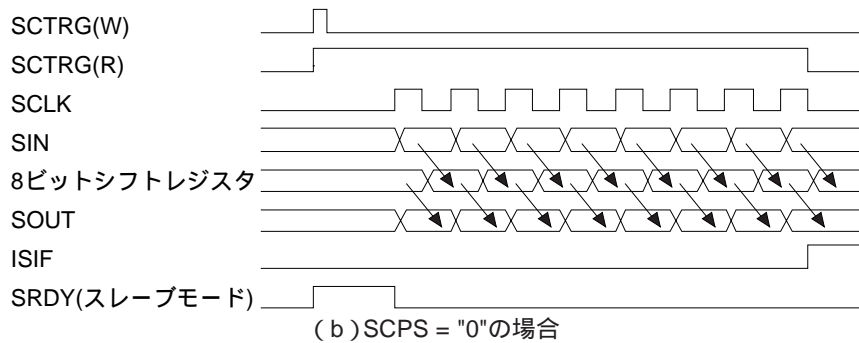 SCTRG(W)
SCTRG(R)
SCLK
SIN
8ビットシフトレジスタ
SOUT
ISIF
SRDY(スレーブモード)
(b)SCPS = "0"の場合